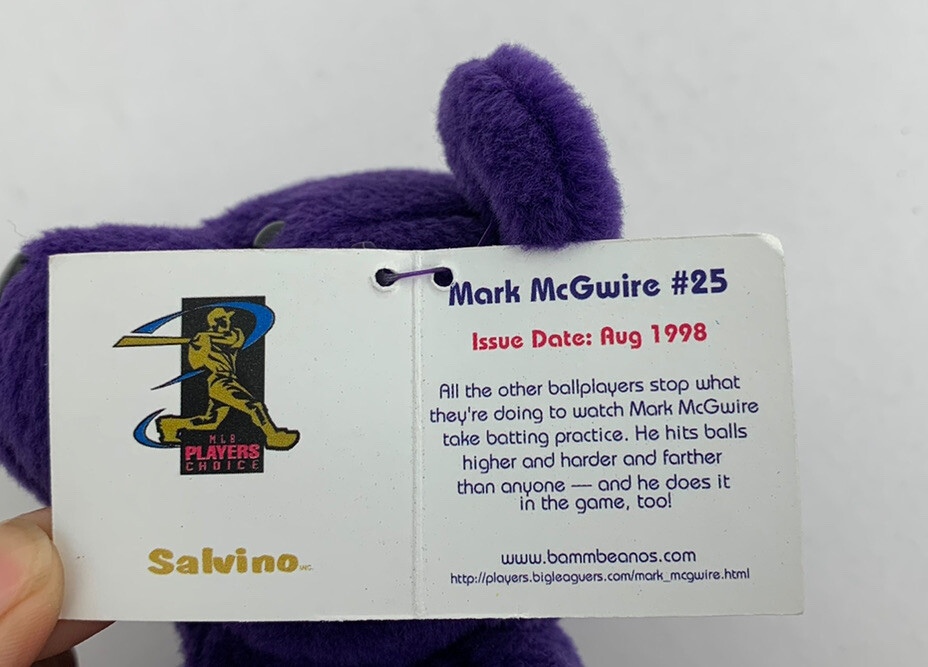 M L B
PLAYERS
CHOICE
Salvino INC.
Mark McGwire #25
Issue Date: Aug 1998
All the other ballplayers stop what
they're doing to watch Mark McGwire
take batting practice. He hits balls
higher and harder and farther
than anyone — and he does it
in the game, too!
www.bammbeanos.com
http://players.bigleaguers.com/mark_mcgwire.html